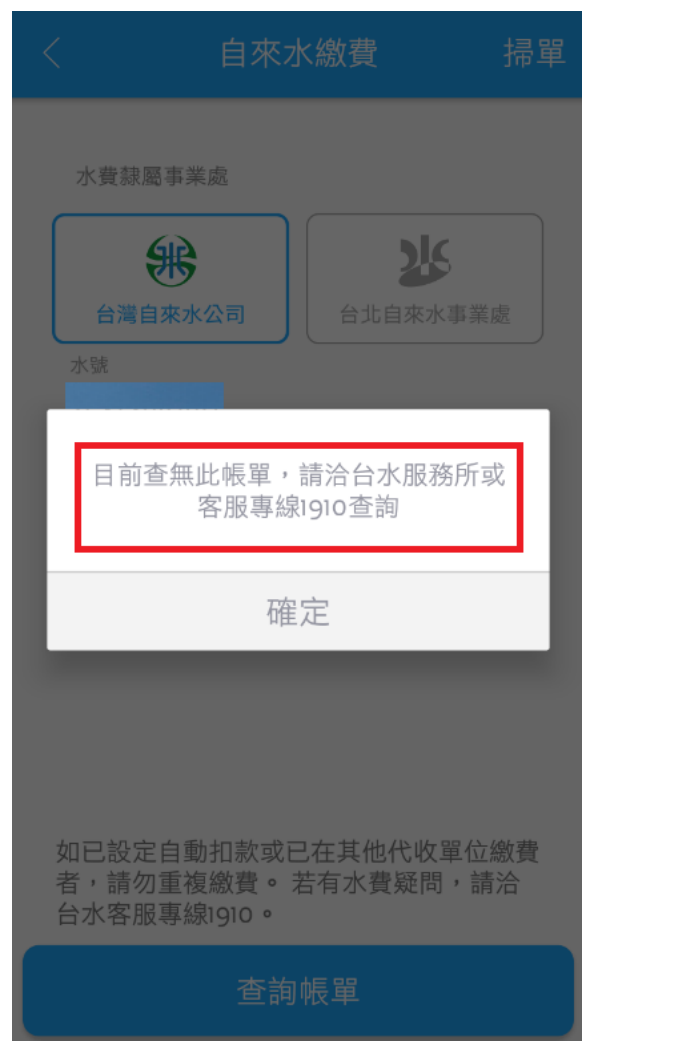 自來水繳費
掃單
水費隸屬事業處
台灣自來水公司
台北自來水事業處
水號
目前查無此帳單，請洽台水服務所或
客服專線1910查詢
確定
如已設定自動扣款或已在其他代收單位繳費
者，請勿重複繳費。 若有水費疑問，請洽
台水客服專線1910。
查詢帳單